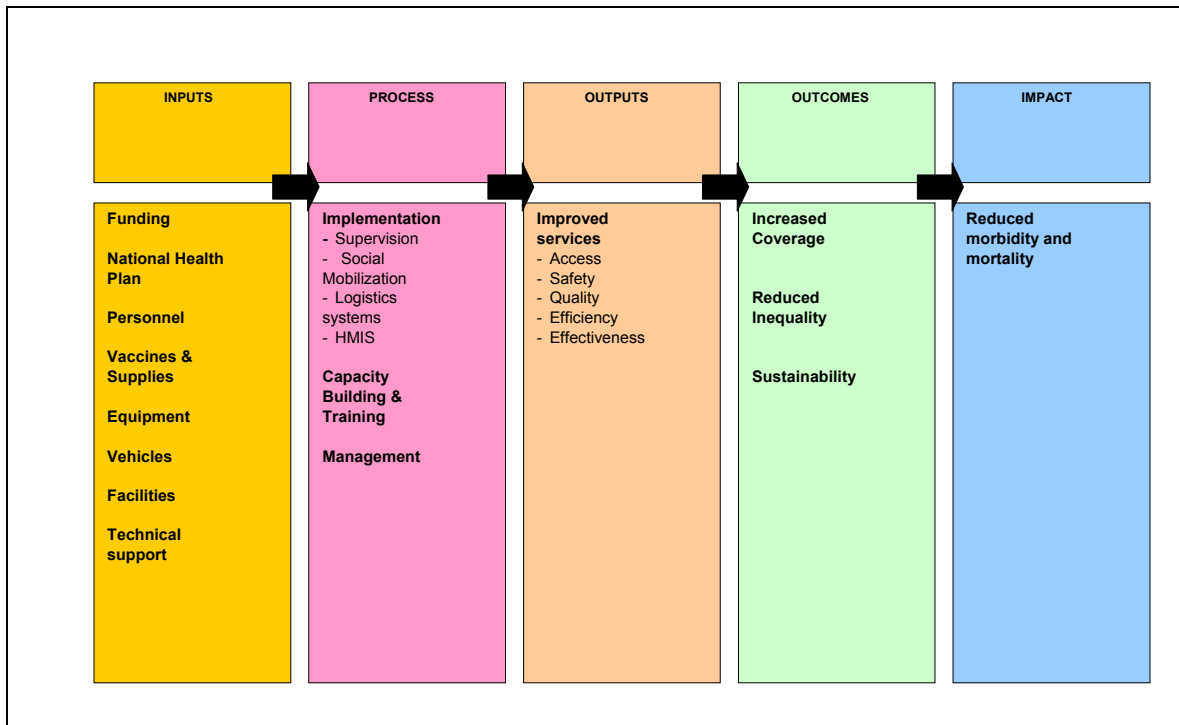 INPUTS
PROCESS
OUTPUTS
OUTCOMES
IMPACT
Funding
National Health
Plan
Personnel
Vaccines &
Supplies
Equipment
Vehicles
Facilities
Technical
support
Implementation
- Supervision
- Social
Mobilization
- Logistics
systems
- HMIS
Capacity
Building &
Training
Management
Improved
services
- Access
- Safety
- Quality
- Efficiency
- Effectiveness
Increased
Coverage
Reduced
Inequality
Sustainability
Reduced
morbidity and
mortality